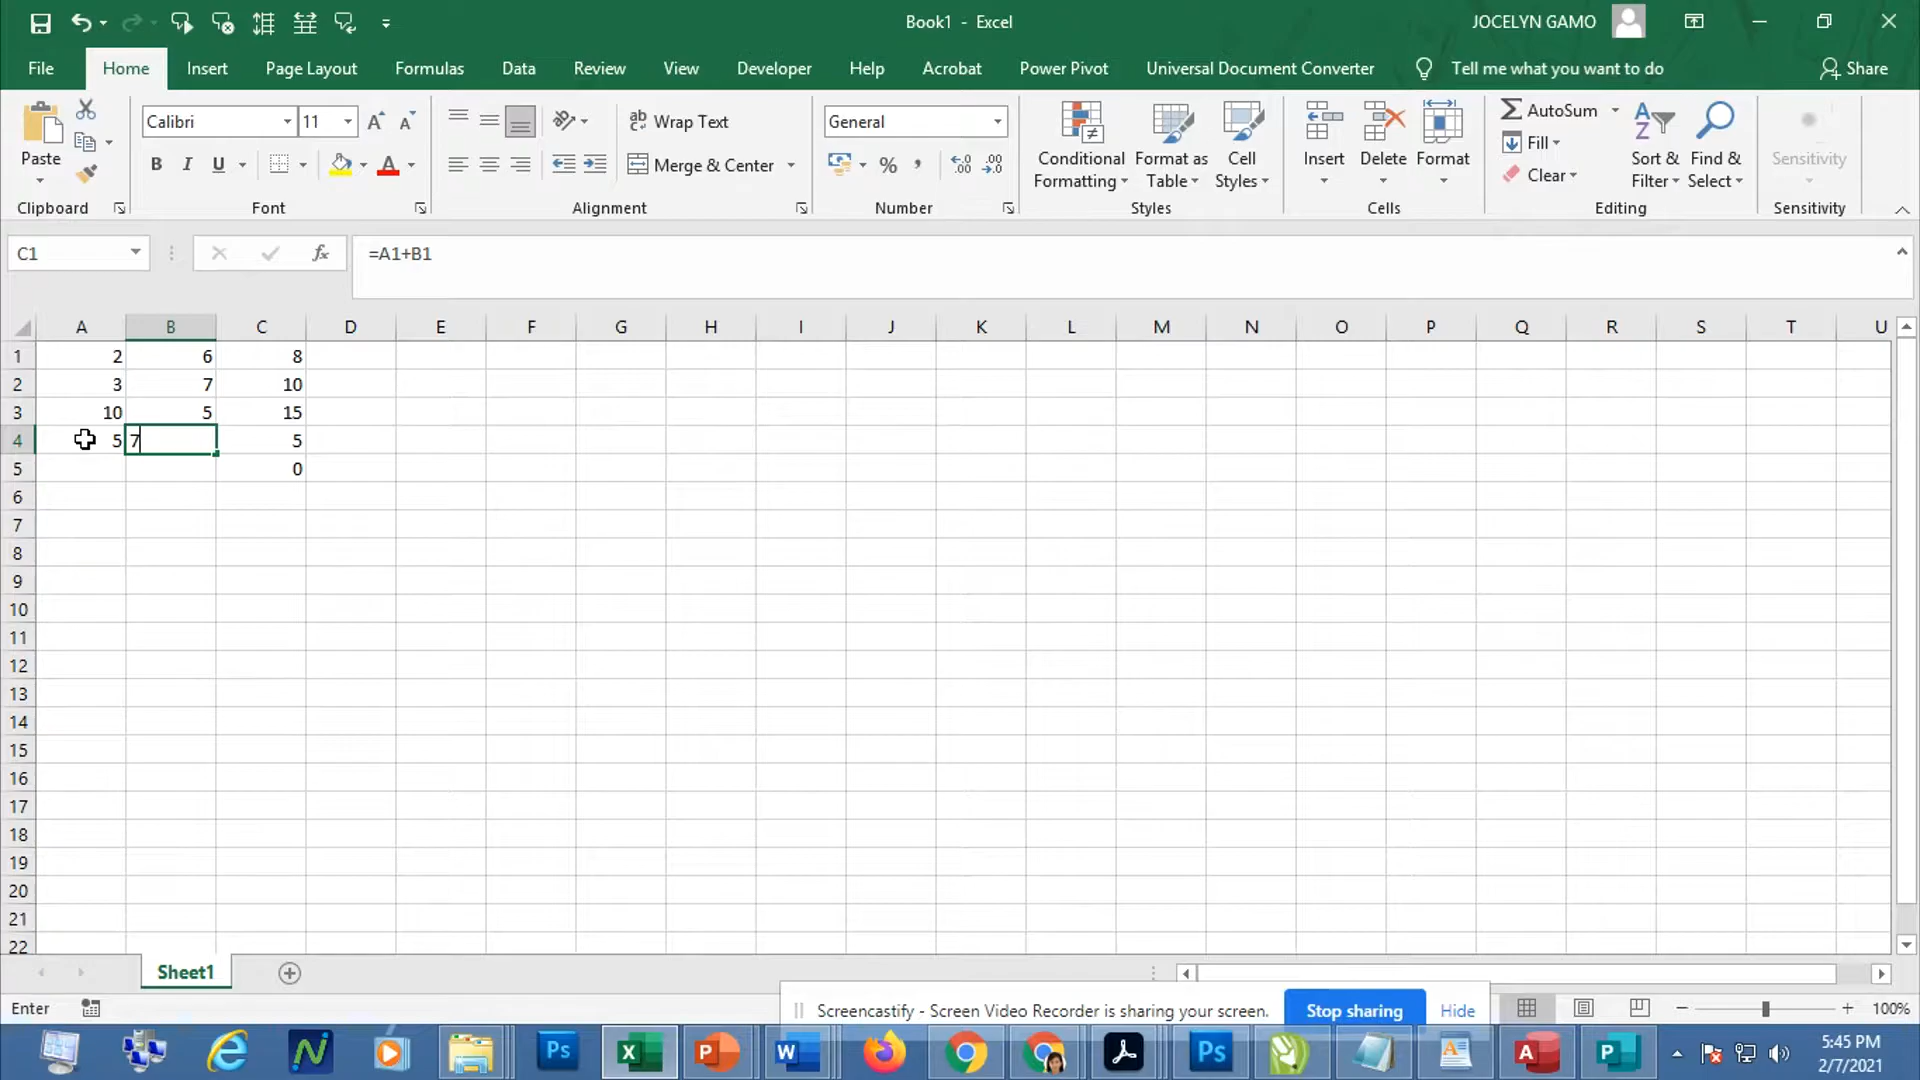 Book1 - Excel
JOCELYN GAMO
File Home Insert Page Layout Formulas Data Review View Developer Help Acrobat Power Pivot Universal Document Converter Tell me what you want to do Share
Calibri 11 ab Wrap Text General AutoSum
Fill
Paste Merge & Center % Conditional Formatting Format as Table Cell Styles Insert Delete Format Clear Sort & Filter Find & Select Sensitivity
Clipboard Font Alignment Number Styles Cells Editing Sensitivity
C1 fx =A1+B1
A B C D E F G H I J K L M N O P Q R S T U
1 2 6 8
2 3 7 10
3 10 5 15
4 5 7 5
5 0
6
7
8
9
10
11
12
13
14
15
16
17
18
19
20
21
22
Sheet1
Enter Screencastify - Screen Video Recorder is sharing your screen. Stop sharing Hide 100%
5:45 PM
2/7/2021